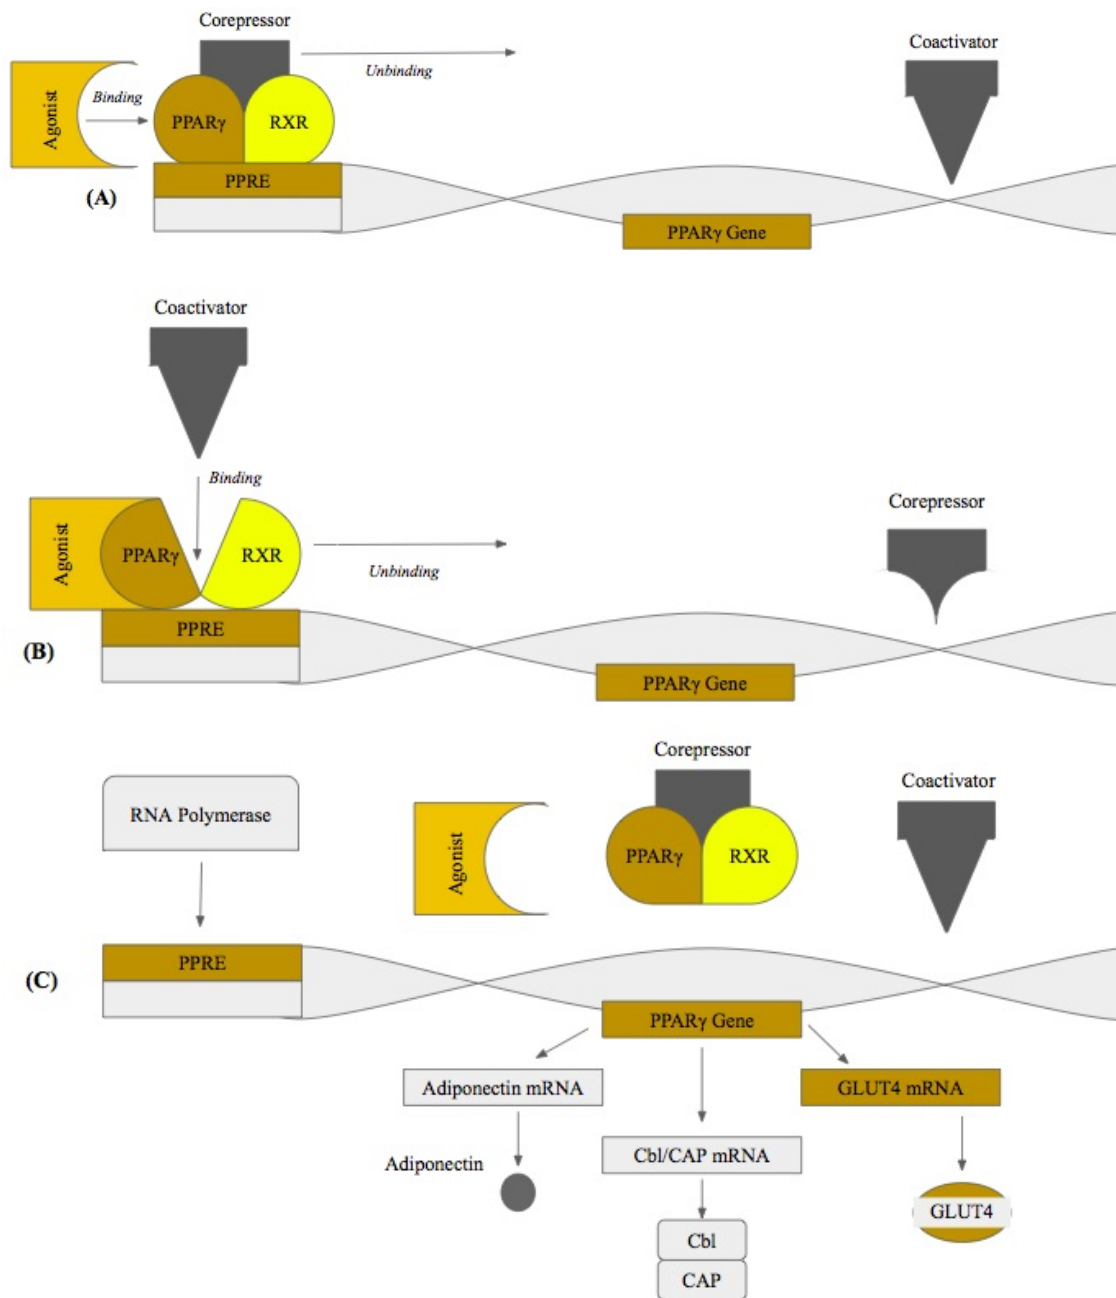 Corepressor
Coactivator
Unbinding
Agonist
Binding
PPARγ
RXR
PPRE
(A)
PPARγ Gene
Coactivator
Binding
Corepressor
Agonist
PPARγ
RXR
Unbinding
PPRE
(B)
PPARγ Gene
Corepressor
Coactivator
RNA Polymerase
Agonist
PPARγ
RXR
PPRE
(C)
PPARγ Gene
Adiponectin mRNA
GLUT4 mRNA
Cbl/CAP mRNA
Adiponectin
GLUT4
Cbl
CAP